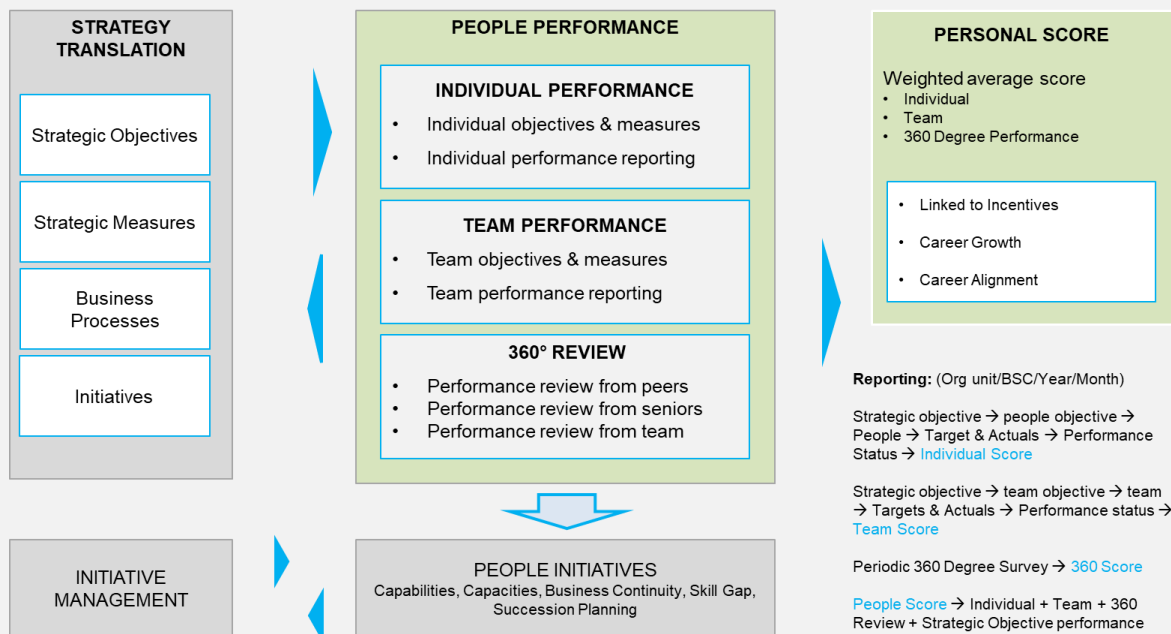 STRATEGY
TRANSLATION
Strategic Objectives
Strategic Measures
Business
Processes
Initiatives
INITIATIVE
MANAGEMENT
PEOPLE PERFORMANCE
INDIVIDUAL PERFORMANCE
• Individual objectives & measures
• Individual performance reporting
TEAM PERFORMANCE
• Team objectives & measures
• Team performance reporting
360° REVIEW
• Performance review from peers
• Performance review from seniors
• Performance review from team
PEOPLE INITIATIVES
Capabilities, Capacities, Business Continuity, Skill Gap,
Succession Planning
PERSONAL SCORE
Weighted average score
• Individual
• Team
• 360 Degree Performance
• Linked to Incentives
• Career Growth
• Career Alignment
Reporting: (Org unit/BSC/Year/Month)
Strategic objective → people objective →
People → Target & Actuals → Performance
Status → Individual Score
Strategic objective → team objective → team
→ Targets & Actuals → Performance status →
Team Score
Periodic 360 Degree Survey → 360 Score
People Score → Individual + Team + 360
Review + Strategic Objective performance